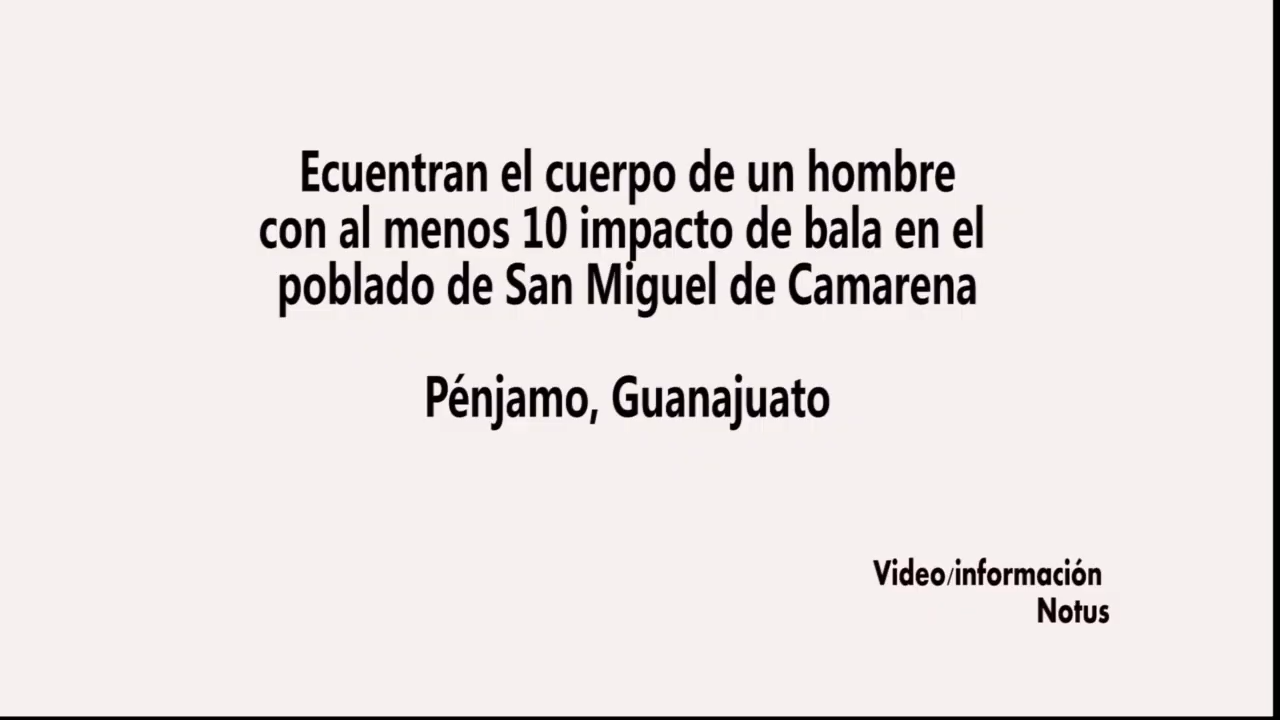 Ecuentran el cuerpo de un hombre
con al menos 10 impacto de bala en el
poblado de San Miguel de Camarena
Pénjamo, Guanajuato
Video/información
Notus